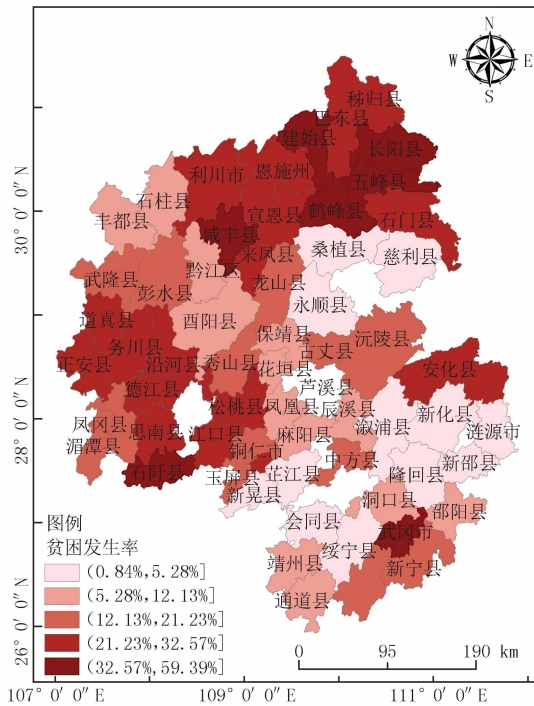 N
W E
S
秭归县
巴东县
建始县
长阳县
恩施州
利川市
五峰县
石柱县
鹤峰县
宣恩县
石门县
丰都县
咸丰县
来凤县
桑植县
慈利县
黔江区
武隆县
龙山县
彭水县
永顺县
道真县
酉阳县
保靖县
沅陵县
务川县
古丈县
正安县
沿河县
秀山县
花垣县
安化县
德江县
芦溪县
松桃县
凤凰县
辰溪县
新化县
凤冈县
思南县
江口县
麻阳县
溆浦县
涟源市
湄潭县
铜仁市
中方县
新邵县
石阡县
玉屏县
芷江县
隆回县
新晃县
洞口县
邵阳县
会同县
武冈市
绥宁县
靖州县
新宁县
通道县
30° 0′ 0″N
28° 0′ 0″N
26° 0′ 0″N
图例
贫困发生率
(0.84%,5.28%]
(5.28%,12.13%]
(12.13%,21.23%]
(21.23%,32.57%]
(32.57%,59.39%]
0 95 190 km
107° 0′ 0″E 109° 0′ 0″E 111° 0′ 0″E